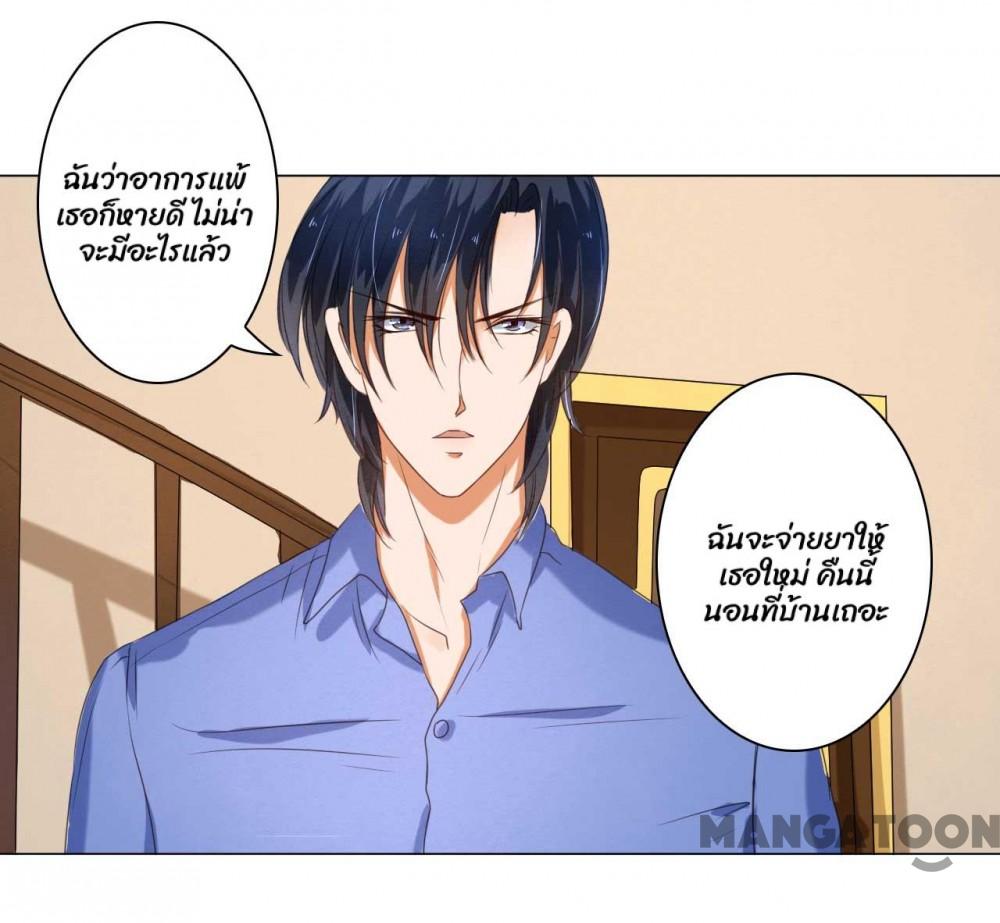 ฉันว่าอาการแพ้
เธอก็หายดี ไม่น่า
จะมีอะไรแล้ว
ฉันจะจ่ายยาให้
เธอใหม่ คืนนี้
นอนที่บ้านเถอะ
MANGATOON